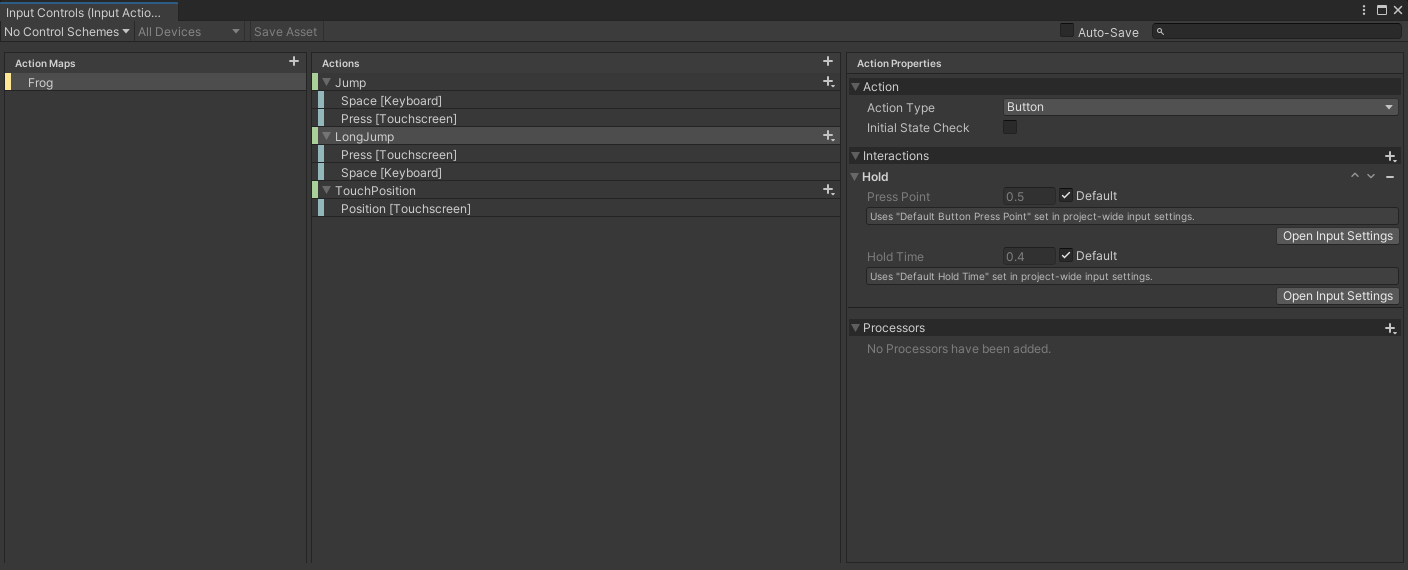 Input Controls (Input Actio...
No Control Schemes All Devices Save Asset Auto-Save
Action Maps
Frog
Actions
Jump
Space [Keyboard]
Press [Touchscreen]
LongJump
Press [Touchscreen]
Space [Keyboard]
TouchPosition
Position [Touchscreen]
Action Properties
Action
Action Type Button
Initial State Check
Interactions
Hold
Press Point 0.5 Default
Uses "Default Button Press Point" set in project-wide input settings.
Open Input Settings
Hold Time 0.4 Default
Uses "Default Hold Time" set in project-wide input settings.
Open Input Settings
Processors
No Processors have been added.